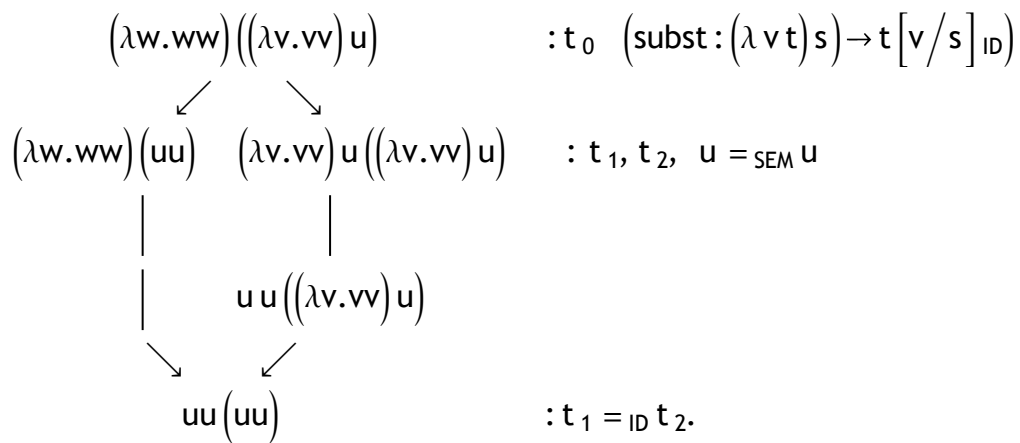 (λw.ww)((λv.vv)u) : t₀ (subst : (λ v t) s) → t[v/s]_ID)
(λw.ww)(uu) (λv.vv)u((λv.vv)u) : t₁, t₂, u =_SEM u
u u((λv.vv)u)
uu(uu) : t₁ =_ID t₂.